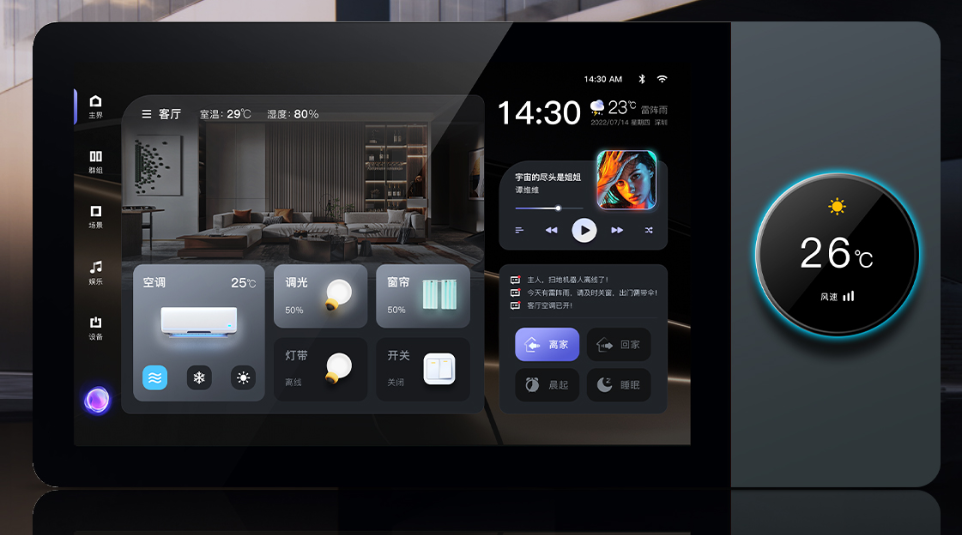 14:30 AM
主界
群组
场景
娱乐
设备
客厅 室温: 29℃ 湿度: 80%
14:30
23℃ 雷阵雨
2022/07/14 星期四 深圳
宇宙的尽头是姐姐
谭维维
空调 25℃
调光
50%
窗帘
50%
灯带
离线
开关
关闭
主人，扫地机器人离线了!
今天有雷阵雨、请及时关窗，出门需带伞!
客厅空调已开!
离家
回家
晨起
睡眠
26℃
风速